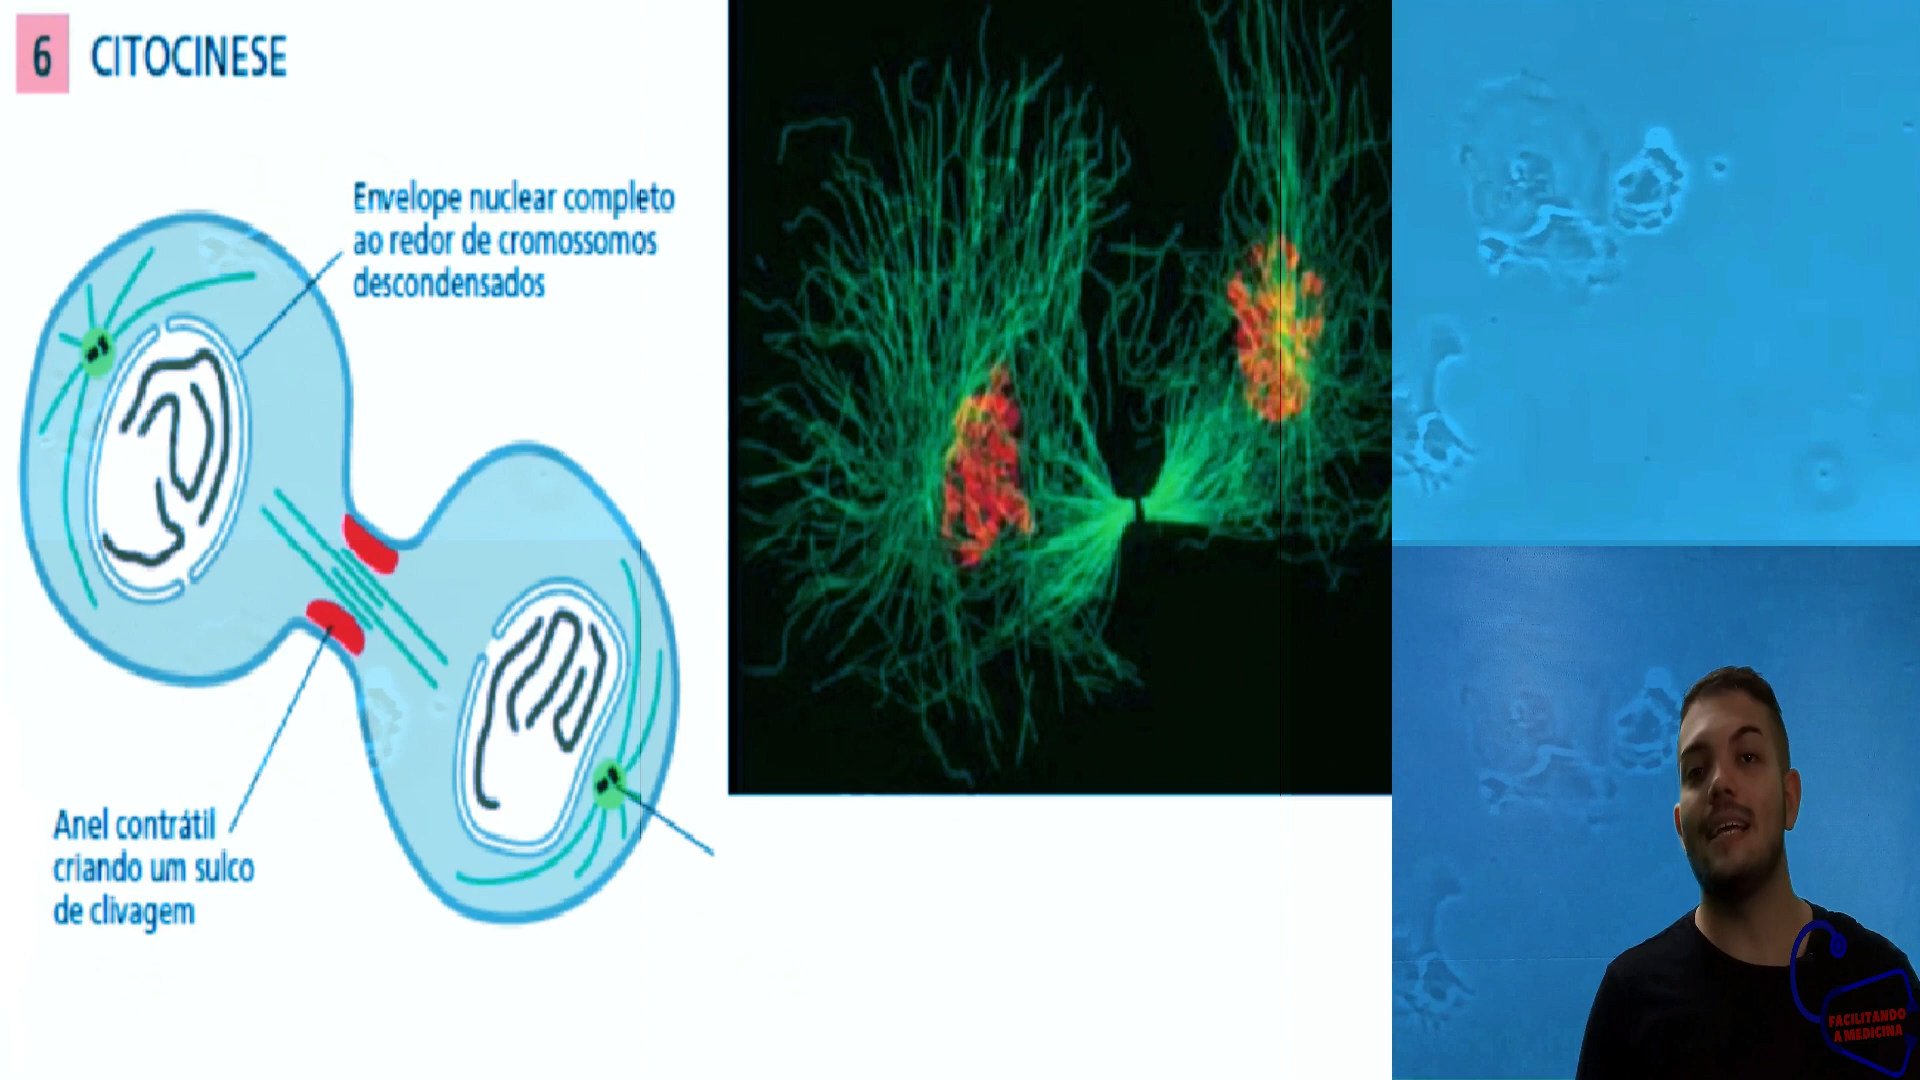 6 CITOCINESE
Envelope nuclear completo
ao redor de cromossomos
descondensados
Anel contrátil
criando um sulco
de clivagem
FACILITANDO
A MEDICINA